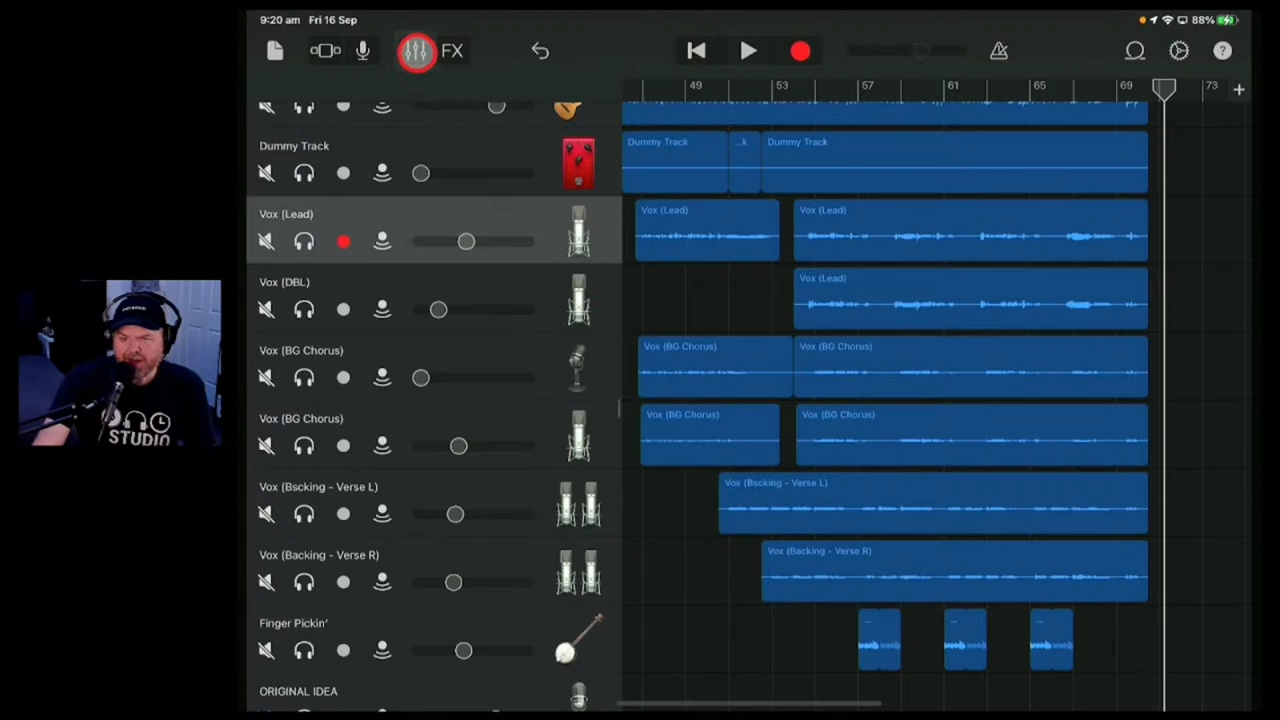 9:20 am Fri 16 Sep 88%
FX
49 53 57 61 65 69 73 +
Dummy Track
Dummy Track ...k Dummy Track
Vox (Lead)
Vox (Lead) Vox (Lead)
Vox (DBL)
Vox (Lead)
Vox (BG Chorus)
Vox (BG Chorus) Vox (BG Chorus)
Vox (BG Chorus)
Vox (BG Chorus) Vox (BG Chorus)
Vox (Bscking - Verse L)
Vox (Bscking - Verse L)
Vox (Backing - Verse R)
Vox (Backing - Verse R)
Finger Pickin'
... ... ...
ORIGINAL IDEA
STUDIO